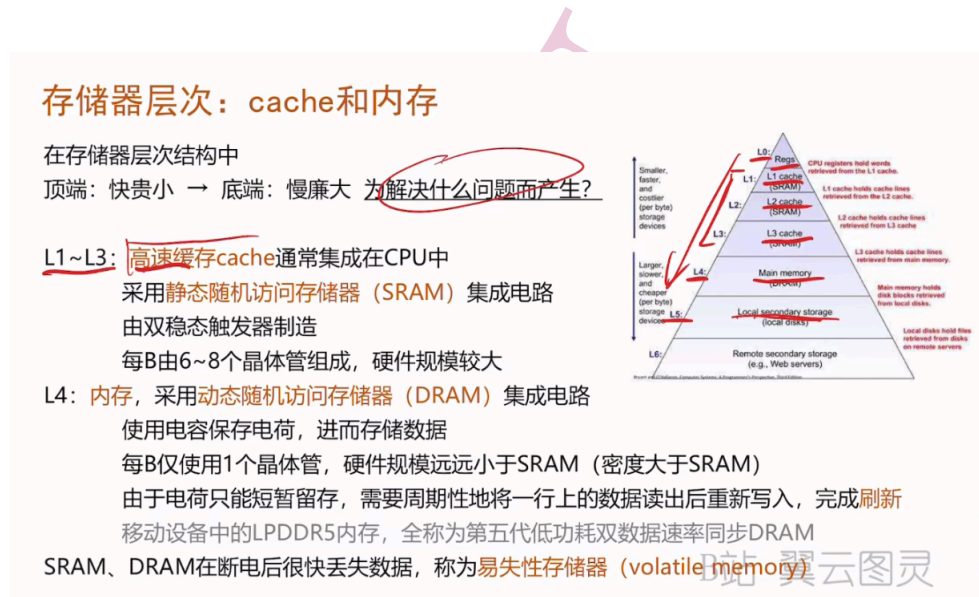 存储器层次：cache和内存
在存储器层次结构中
顶端：快贵小 → 底端：慢廉大 为解决什么问题而产生？
L1~L3：高速缓存cache通常集成在CPU中
采用静态随机访问存储器（SRAM）集成电路
由双稳态触发器制造
每B由6~8个晶体管组成，硬件规模较大
L4：内存，采用动态随机访问存储器（DRAM）集成电路
使用电容保存电荷，进而存储数据
每B仅使用1个晶体管，硬件规模远远小于SRAM（密度大于SRAM）
由于电荷只能短暂留存，需要周期性地将一行上的数据读出后重新写入，完成刷新
移动设备中的LPDDR5内存，全称为第五代低功耗双数据速率同步DRAM
SRAM、DRAM在断电后很快丢失数据，称为易失性存储器（volatile memory）
Smaller,
faster,
and
costlier
(per byte)
storage
devices
Larger,
slower,
and
cheaper
(per byte)
storage
devices
L0:
Regs
L1:
L1 cache
(SRAM)
L2:
L2 cache
(SRAM)
L3:
L3 cache
(SRAM)
L4:
Main memory
(DRAM)
L5:
Local secondary storage
(local disks)
L6:
Remote secondary storage
(e.g., Web servers)
CPU registers hold words
retrieved from the L1 cache.
L1 cache holds cache lines
retrieved from the L2 cache.
L2 cache holds cache lines
retrieved from L3 cache
L3 cache holds cache lines
retrieved from main memory.
Main memory holds
disk blocks retrieved
from local disks.
Local disks hold files
retrieved from disks
on remote servers
Bryant and O'Hallaron, Computer Systems: A Programmer's Perspective, Third Edition
B站 翼云图灵